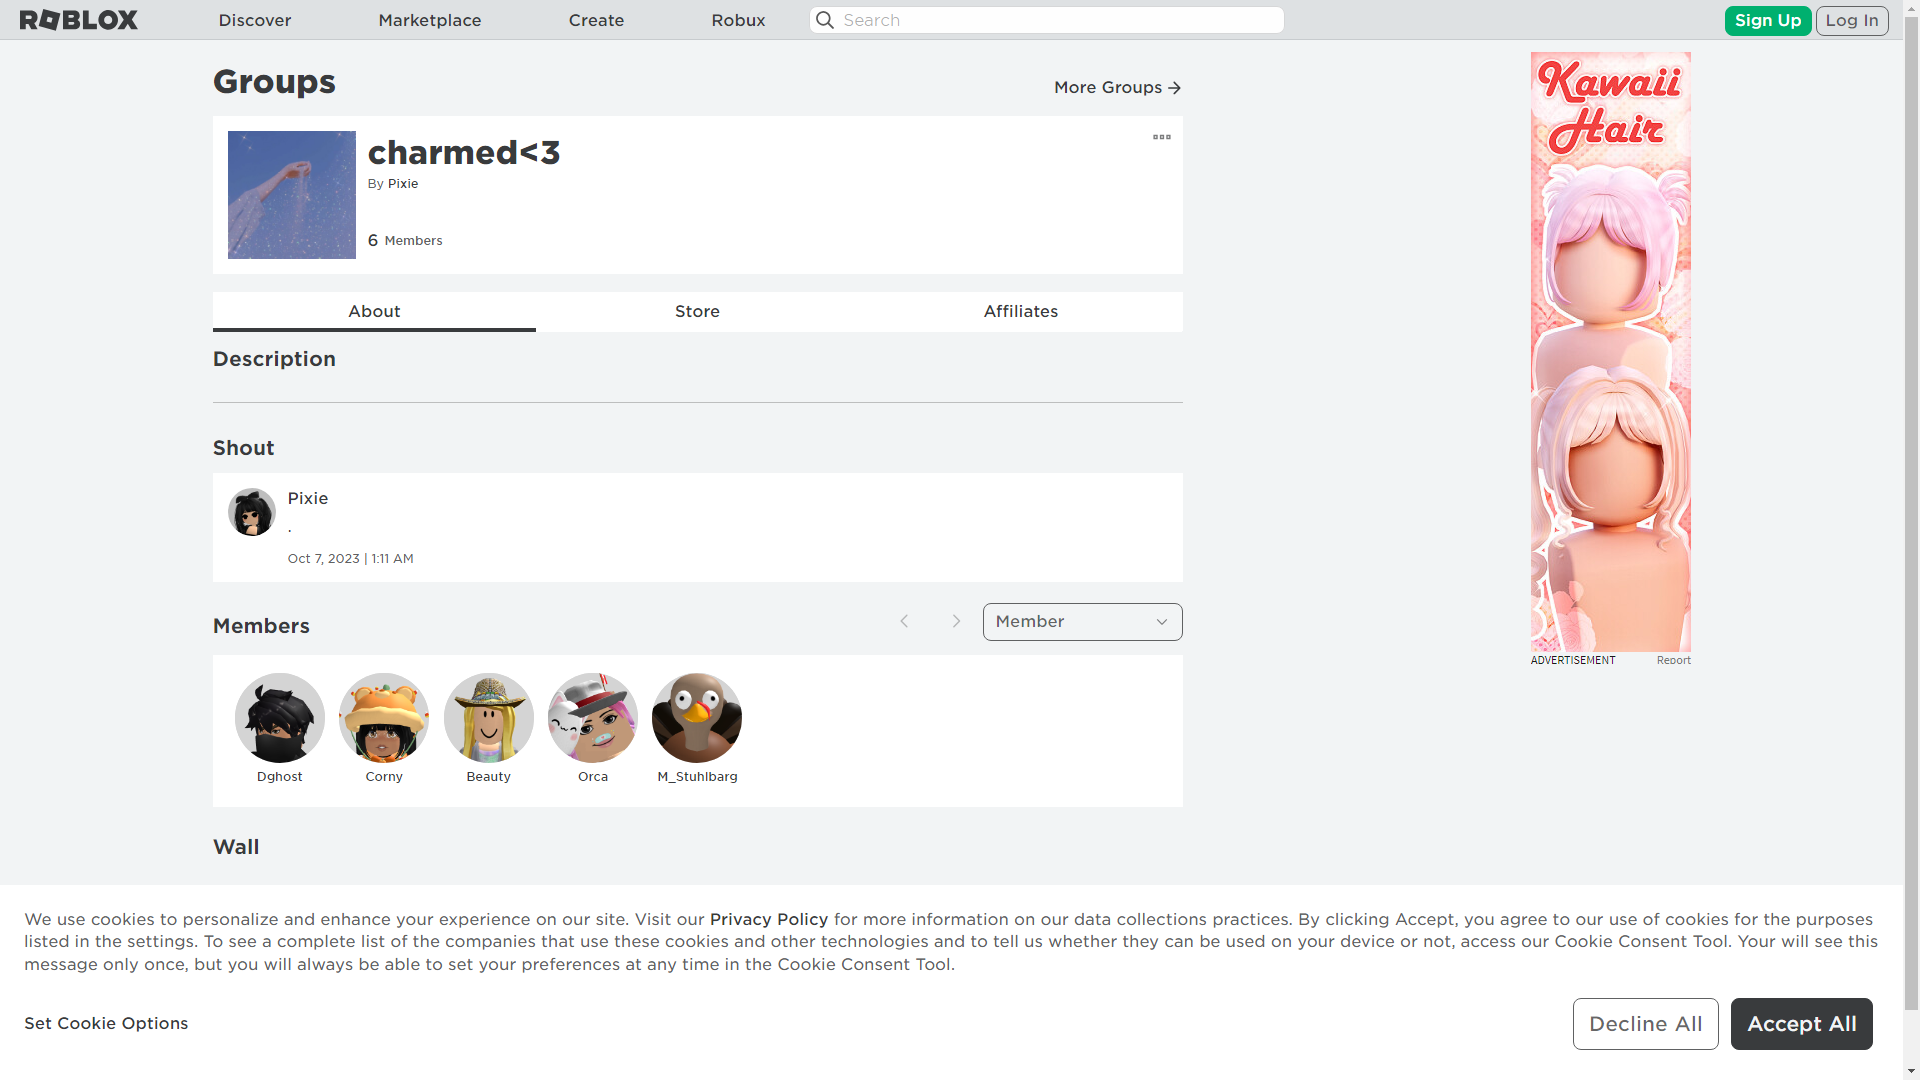 ROBLOX
Discover
Marketplace
Create
Robux
Search
Sign Up
Log In
Groups
More Groups
charmed<3
By Pixie
6 Members
About
Store
Affiliates
Description
Shout
Pixie
.
Oct 7, 2023 | 1:11 AM
Members
Member
Dghost
Corny
Beauty
Orca
M_Stuhlbarg
Wall
Kawaii
Hair
ADVERTISEMENT
Report
We use cookies to personalize and enhance your experience on our site. Visit our Privacy Policy for more information on our data collections practices. By clicking Accept, you agree to our use of cookies for the purposes
listed in the settings. To see a complete list of the companies that use these cookies and other technologies and to tell us whether they can be used on your device or not, access our Cookie Consent Tool. Your will see this
message only once, but you will always be able to set your preferences at any time in the Cookie Consent Tool.
Set Cookie Options
Decline All
Accept All